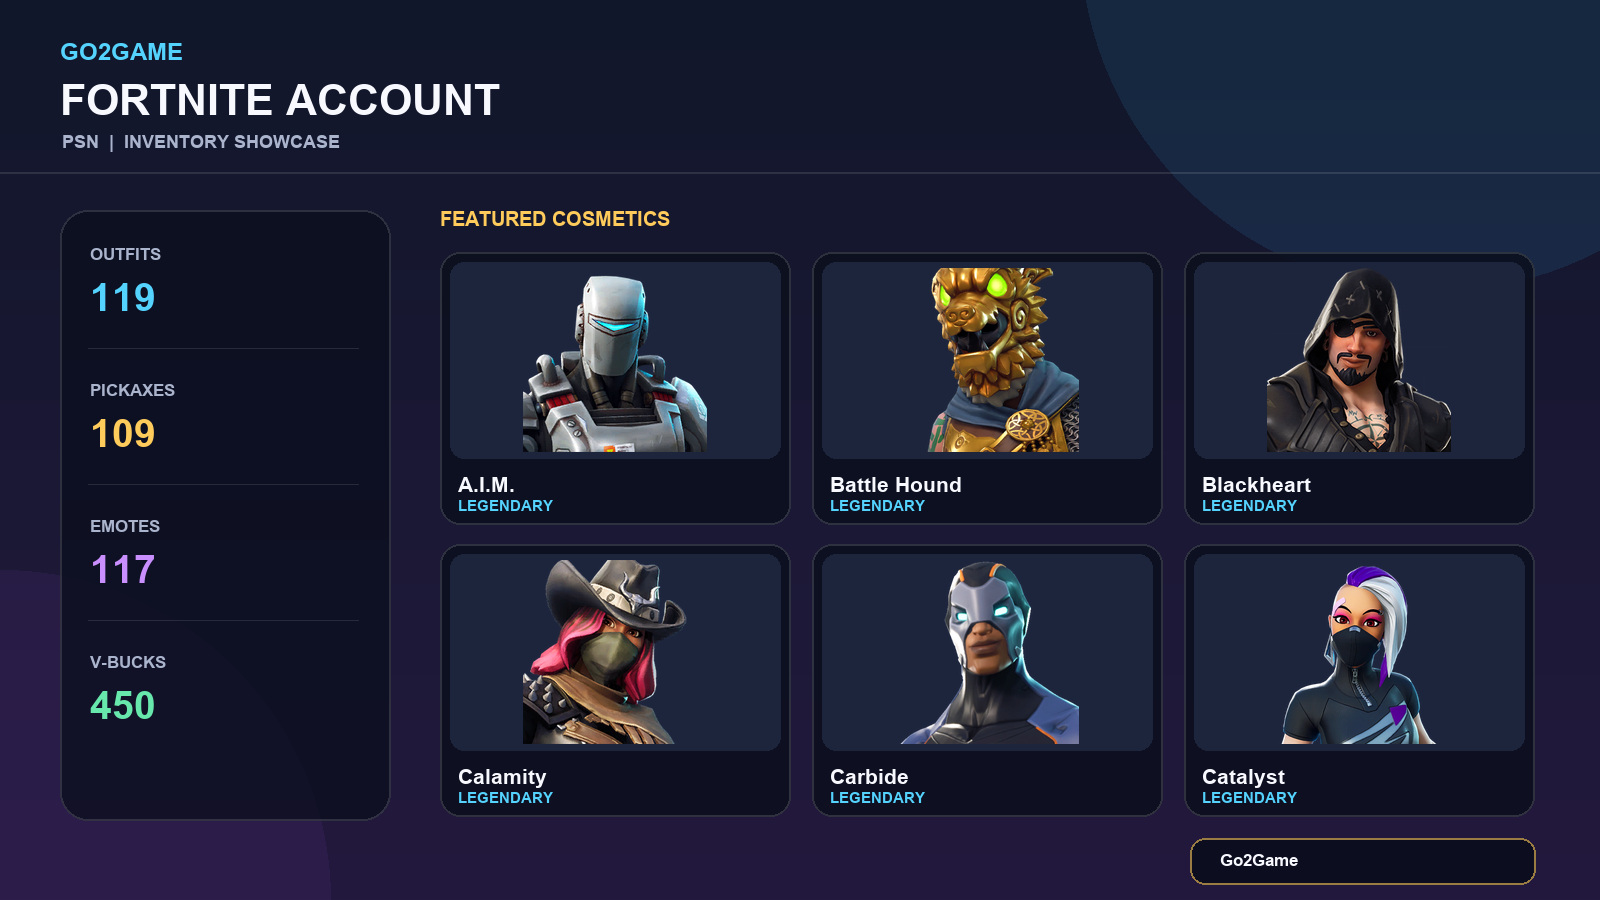 GO2GAME
FORTNITE ACCOUNT
PSN | INVENTORY SHOWCASE
OUTFITS
119
PICKAXES
109
EMOTES
117
V-BUCKS
450
FEATURED COSMETICS
A.I.M.
LEGENDARY
Battle Hound
LEGENDARY
Blackheart
LEGENDARY
Calamity
LEGENDARY
Carbide
LEGENDARY
Catalyst
LEGENDARY
Go2Game